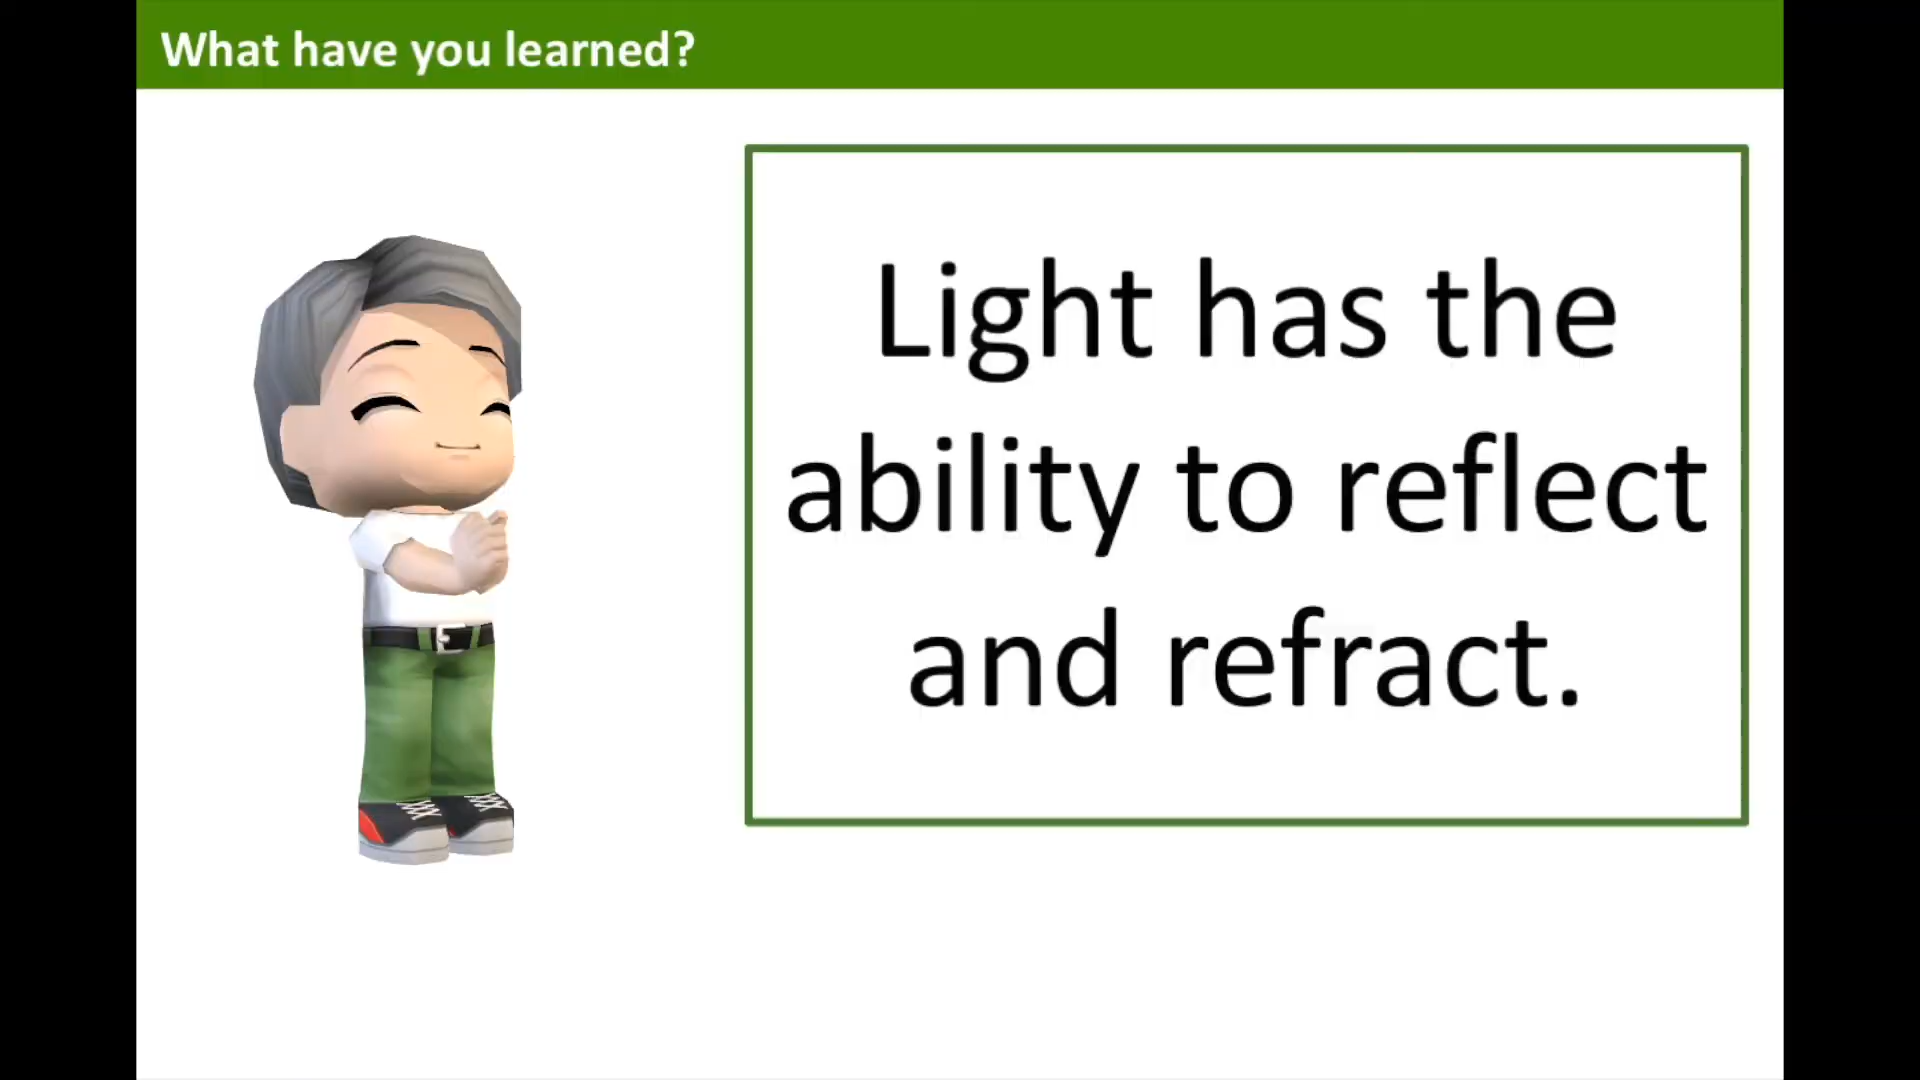 What have you learned?
Light has the
ability to reflect
and refract.